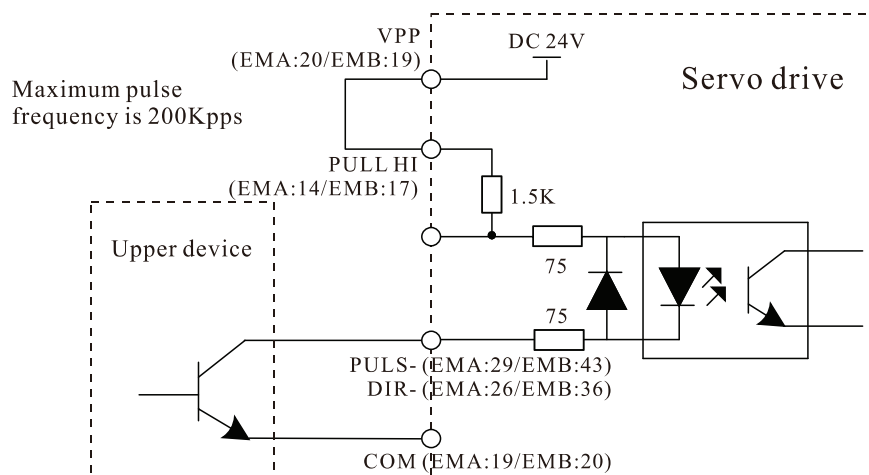 VPP
(EMA:20/EMB:19)
DC 24V
Servo drive
Maximum pulse
frequency is 200Kpps
PULL HI
(EMA:14/EMB:17)
1.5K
Upper device
75
75
PULS- (EMA:29/EMB:43)
DIR- (EMA:26/EMB:36)
COM (EMA:19/EMB:20)